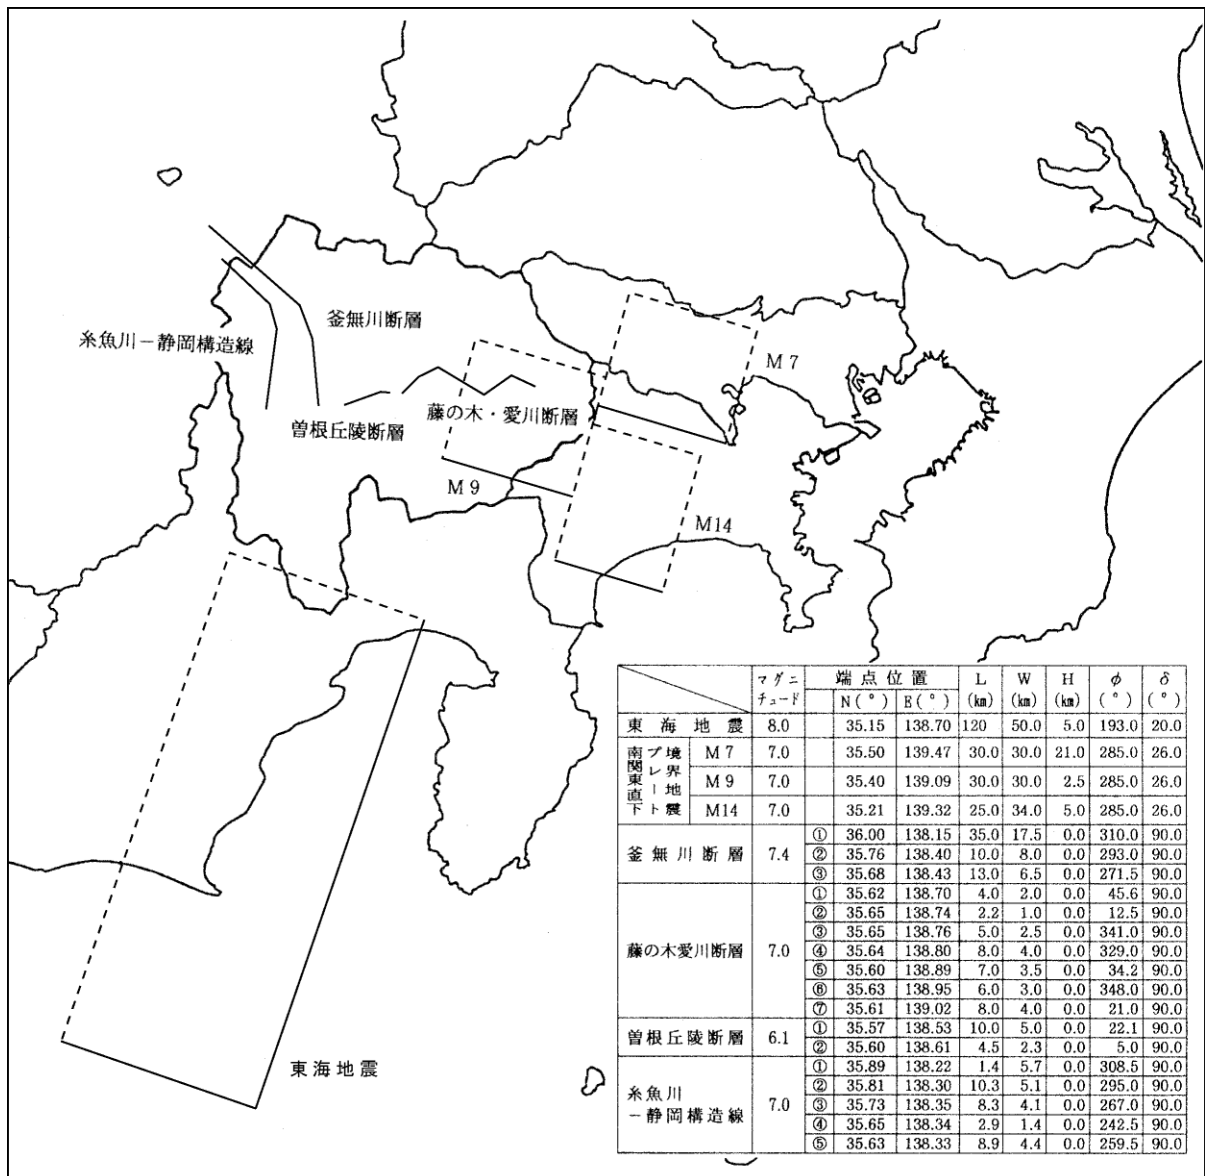 釜無川断層
糸魚川－静岡構造線
M 7
藤の木・愛川断層
曽根丘陵断層
M 9
M14
東海地震
マグニチュード 端点位置 L W H φ δ
N(°) E(°) (㎞) (㎞) (㎞) (°) (°)
東海地震 8.0 35.15 138.70 120 50.0 5.0 193.0 20.0
南関東直下プレート境界地震
M 7 7.0 35.50 139.47 30.0 30.0 21.0 285.0 26.0
M 9 7.0 35.40 139.09 30.0 30.0 2.5 285.0 26.0
M14 7.0 35.21 139.32 25.0 34.0 5.0 285.0 26.0
釜無川断層 7.4 ① 36.00 138.15 35.0 17.5 0.0 310.0 90.0
② 35.76 138.40 10.0 8.0 0.0 293.0 90.0
③ 35.68 138.43 13.0 6.5 0.0 271.5 90.0
藤の木愛川断層 7.0 ① 35.62 138.70 4.0 2.0 0.0 45.6 90.0
② 35.65 138.74 2.2 1.0 0.0 12.5 90.0
③ 35.65 138.76 5.0 2.5 0.0 341.0 90.0
④ 35.64 138.80 8.0 4.0 0.0 329.0 90.0
⑤ 35.60 138.89 7.0 3.5 0.0 34.2 90.0
⑥ 35.63 138.95 6.0 3.0 0.0 348.0 90.0
⑦ 35.61 139.02 8.0 4.0 0.0 21.0 90.0
曽根丘陵断層 6.1 ① 35.57 138.53 10.0 5.0 0.0 22.1 90.0
② 35.60 138.61 4.5 2.3 0.0 5.0 90.0
糸魚川－静岡構造線 7.0 ① 35.89 138.22 1.4 5.7 0.0 308.5 90.0
② 35.81 138.30 10.3 5.1 0.0 295.0 90.0
③ 35.73 138.35 8.3 4.1 0.0 267.0 90.0
④ 35.65 138.34 2.9 1.4 0.0 242.5 90.0
⑤ 35.63 138.33 8.9 4.4 0.0 259.5 90.0